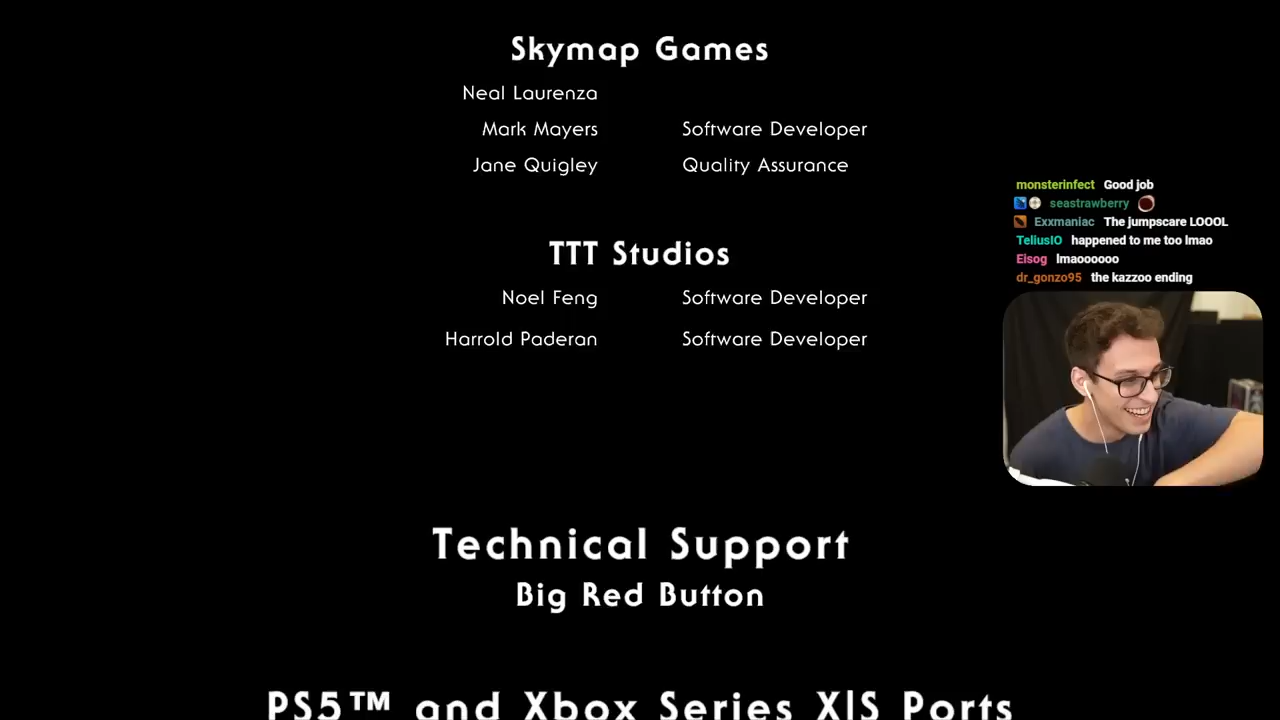 Skymap Games
Neal Laurenza
Mark Mayers Software Developer
Jane Quigley Quality Assurance
TTT Studios
Noel Feng Software Developer
Harrold Paderan Software Developer
Technical Support
Big Red Button
PS5™ and Xbox Series X|S Ports
monsterinfect Good job
seastrawberry
Exxmaniac The jumpscare LOOOL
TellusIO happened to me too lmao
Eisog lmaoooooo
dr_gonzo95 the kazzoo ending